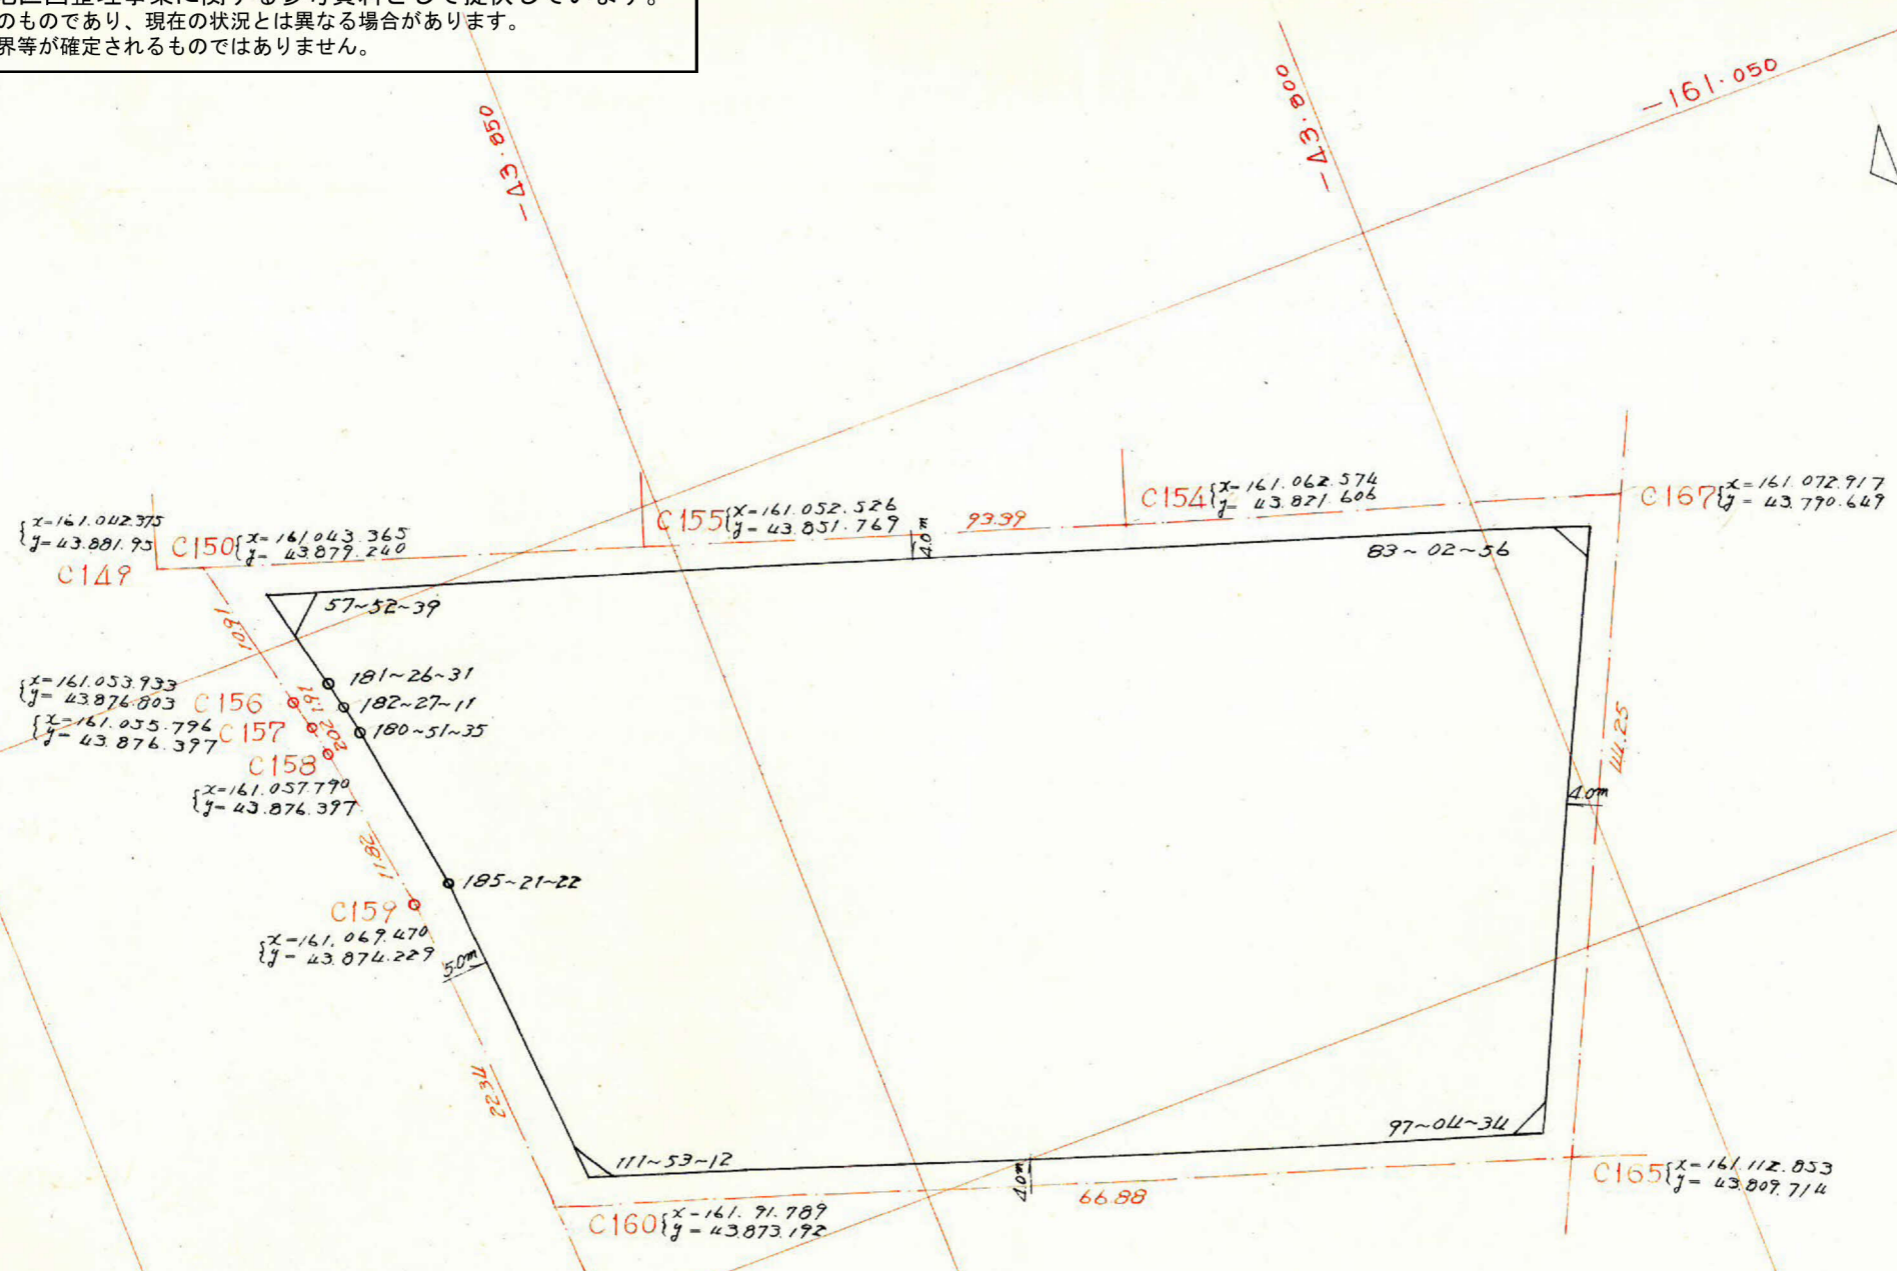 のものであり、現在の状況とは異なる場合があります。
界等が確定されるものではありません。
-43.850
-43.800
-161.050
x=161.042.375
y=43.881.95
C149
C150
x=161.043.365
y=43.879.240
C155
x=161.052.526
y=43.851.769
4.0m
93.39
C154
x=161.062.574
y=43.821.606
C167
x=161.072.917
y=43.790.649
83~02~56
57~52~39
10.81
181~26~31
182~27~11
180~51~35
x=161.053.933
y=43.876.803
C156
1.91
x=161.055.796
y=43.876.397
C157
2.02
C158
x=161.057.790
y=43.876.397
11.82
185~21~22
C159
x=161.069.470
y=43.874.229
5.0m
22.34
44.25
4.0m
111~53~12
97~04~34
4.0m
66.88
C160
x-161.91.789
y=43.873.192
C165
x=161.112.853
y=43.809.714